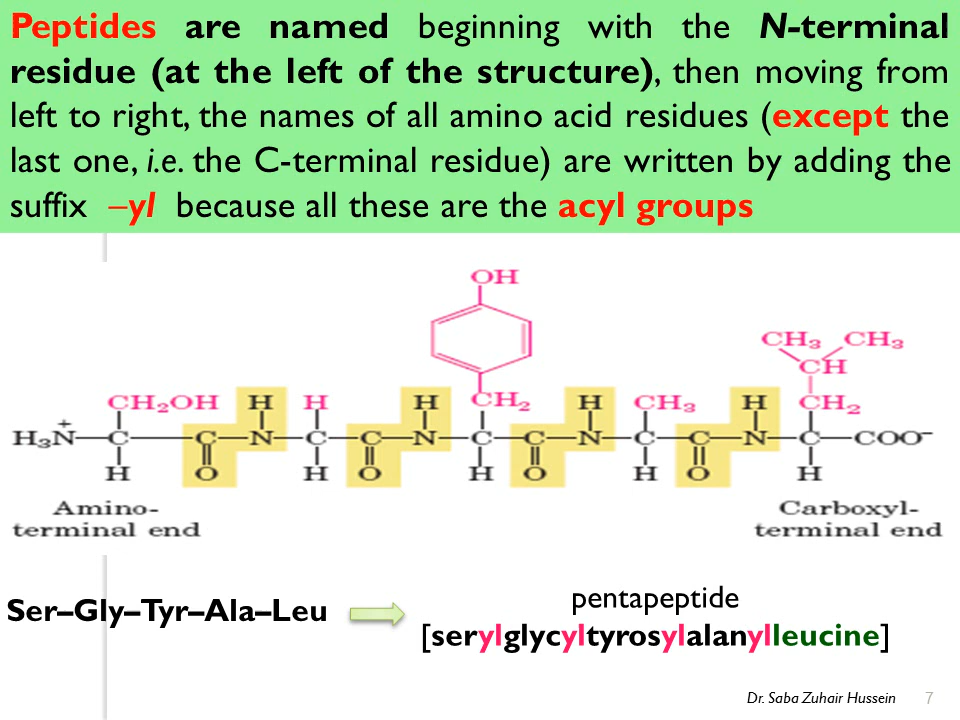 Peptides are named beginning with the N-terminal
residue (at the left of the structure), then moving from
left to right, the names of all amino acid residues (except the
last one, i.e. the C-terminal residue) are written by adding the
suffix –yl because all these are the acyl groups
OH
CH3 CH3
CH
CH2OH H H H CH2 H CH3 H CH2
H3N+—C—C—N—C—C—N—C—C—N—C—C—N—C—COO−
H O H O H O H O H
Amino-
terminal end
Carboxyl-
terminal end
Ser–Gly–Tyr–Ala–Leu
pentapeptide
[serylglycyltyrosylalanylleucine]
Dr. Saba Zuhair Hussein 7